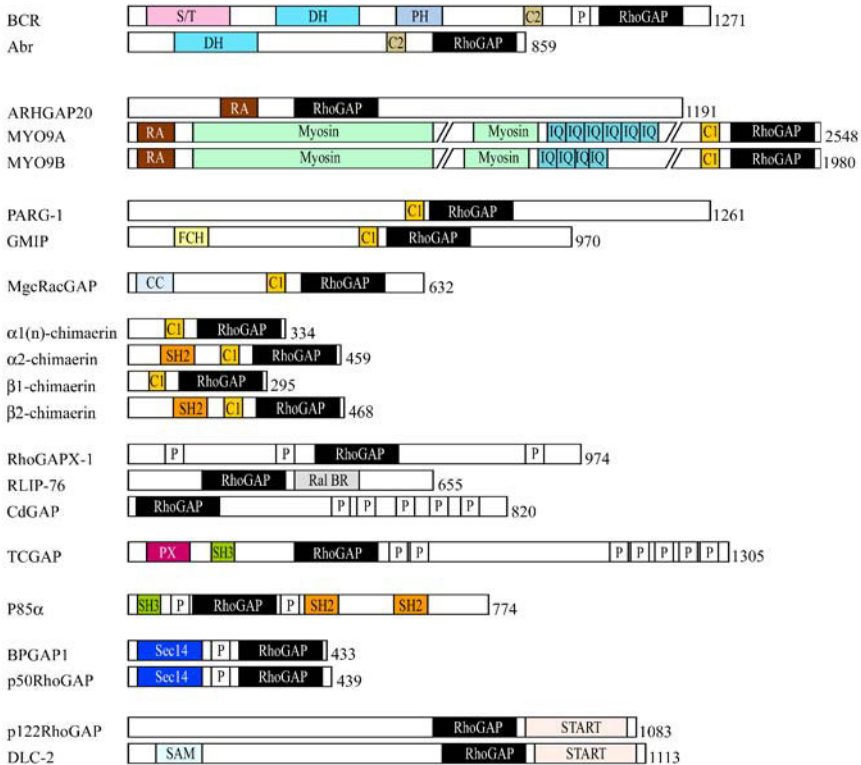 BCR S/T DH PH C2 P RhoGAP 1271
Abr DH C2 RhoGAP 859
ARHGAP20 RA RhoGAP 1191
MYO9A RA Myosin // Myosin IQ IQ IQ IQ IQ IQ // C1 RhoGAP 2548
MYO9B RA Myosin // Myosin IQ IQ IQ IQ // C1 RhoGAP 1980
PARG-1 C1 RhoGAP 1261
GMIP FCH C1 RhoGAP 970
MgcRacGAP CC C1 RhoGAP 632
α1(n)-chimaerin C1 RhoGAP 334
α2-chimaerin SH2 C1 RhoGAP 459
β1-chimaerin C1 RhoGAP 295
β2-chimaerin SH2 C1 RhoGAP 468
RhoGAPX-1 P P RhoGAP P 974
RLIP-76 RhoGAP Ral BR 655
CdGAP RhoGAP P P P P P 820
TCGAP PX SH3 RhoGAP P P P P P P P 1305
P85α SH3 P RhoGAP P SH2 SH2 774
BPGAP1 Sec14 P RhoGAP 433
p50RhoGAP Sec14 P RhoGAP 439
p122RhoGAP RhoGAP START 1083
DLC-2 SAM RhoGAP START 1113